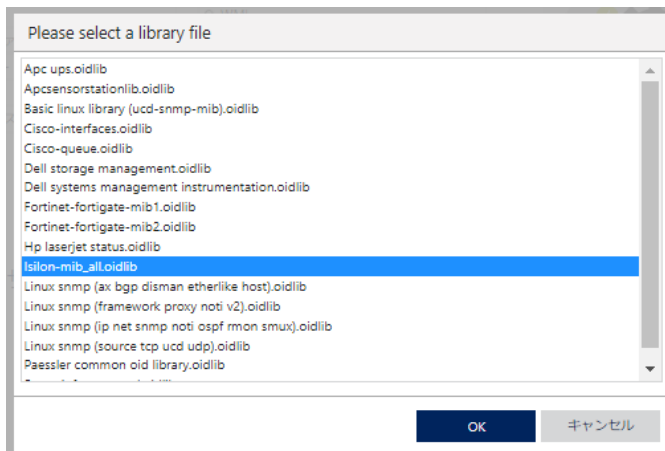 Please select a library file
Apc ups.oidlib
Apcsensorstationlib.oidlib
Basic linux library (ucd-snmp-mib).oidlib
Cisco-interfaces.oidlib
Cisco-queue.oidlib
Dell storage management.oidlib
Dell systems management instrumentation.oidlib
Fortinet-fortigate-mib1.oidlib
Fortinet-fortigate-mib2.oidlib
Hp laserjet status.oidlib
Isilon-mib_all.oidlib
Linux snmp (ax bgp disman etherlike host).oidlib
Linux snmp (framework proxy noti v2).oidlib
Linux snmp (ip net snmp noti ospf rmon smux).oidlib
Linux snmp (source tcp ucd udp).oidlib
Paessler common oid library.oidlib
OK
キャンセル